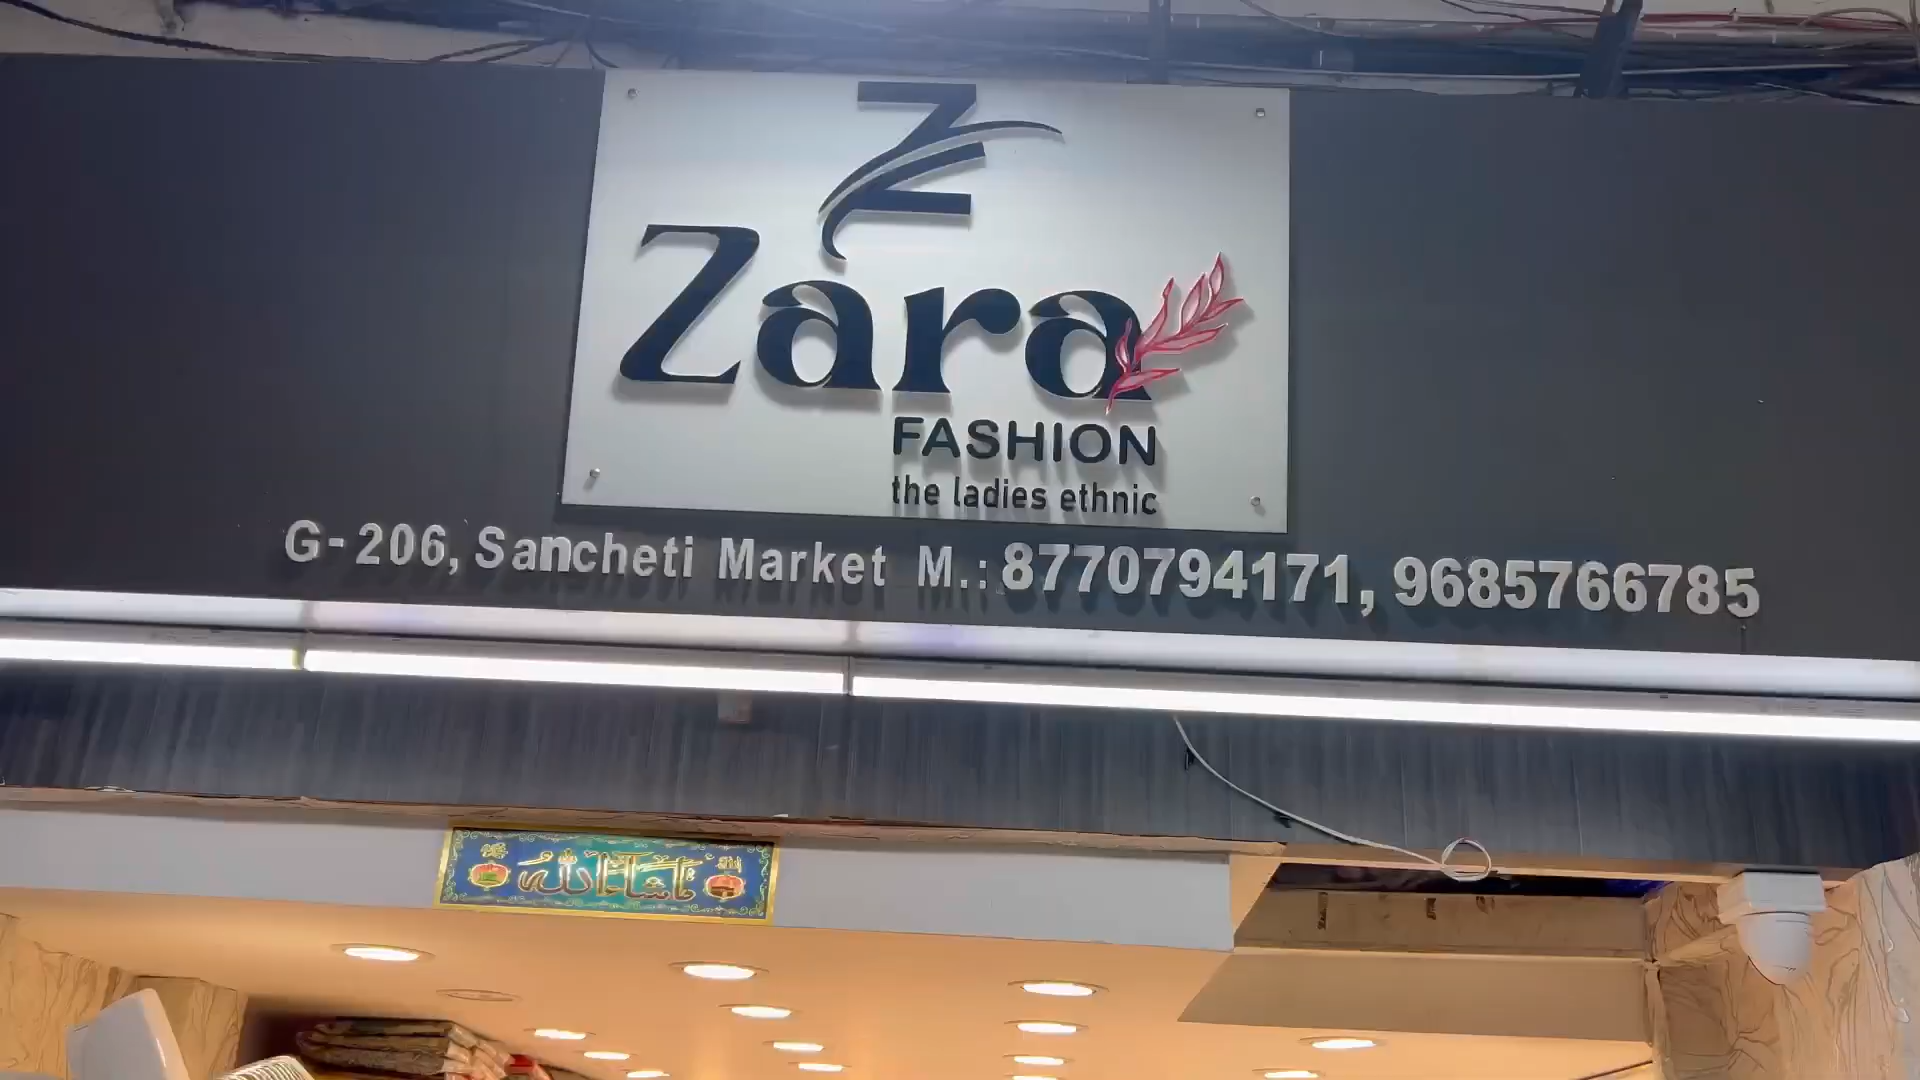 Z
Zara
FASHION
the ladies ethnic
G-206, Sancheti Market M.: 8770794171, 9685766785
ماشاءالله